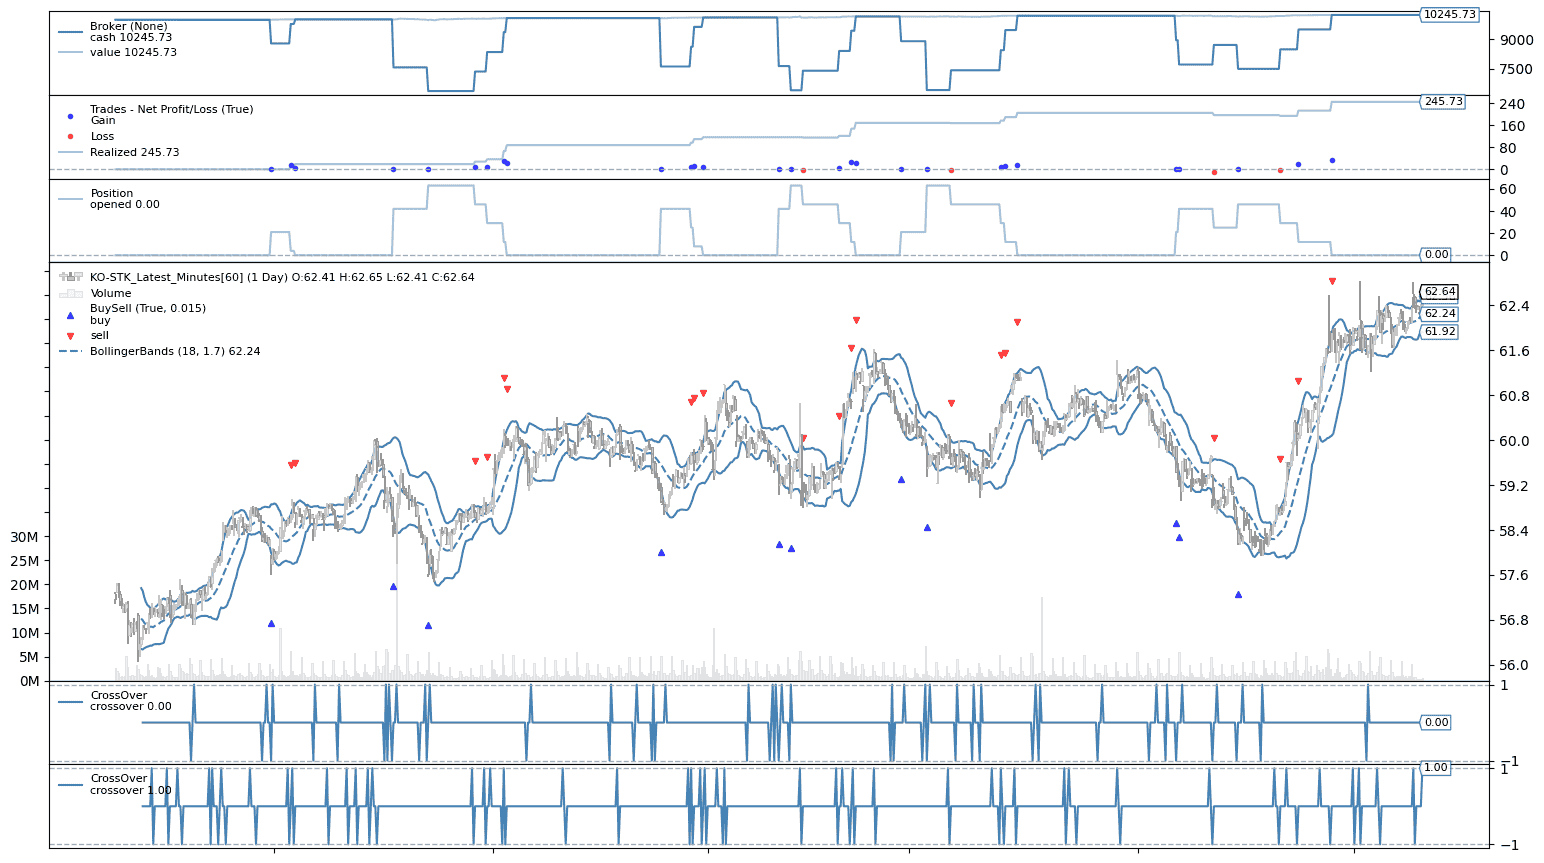 Broker (None)
cash 10245.73
value 10245.73
10245.73
9000
7500
Trades - Net Profit/Loss (True)
Gain
Loss
Realized 245.73
245.73
240
160
80
0
Position
opened 0.00
60
40
20
0
0.00
KO-STK_Latest_Minutes[60] (1 Day) O:62.41 H:62.65 L:62.41 C:62.64
Volume
BuySell (True, 0.015)
buy
sell
BollingerBands (18, 1.7) 62.24
62.64
62.24
61.92
62.4
61.6
60.8
60.0
59.2
58.4
57.6
56.8
56.0
30M
25M
20M
15M
10M
5M
0M
CrossOver
crossover 0.00
1
0.00
−1
CrossOver
crossover 1.00
1.00
1
−1